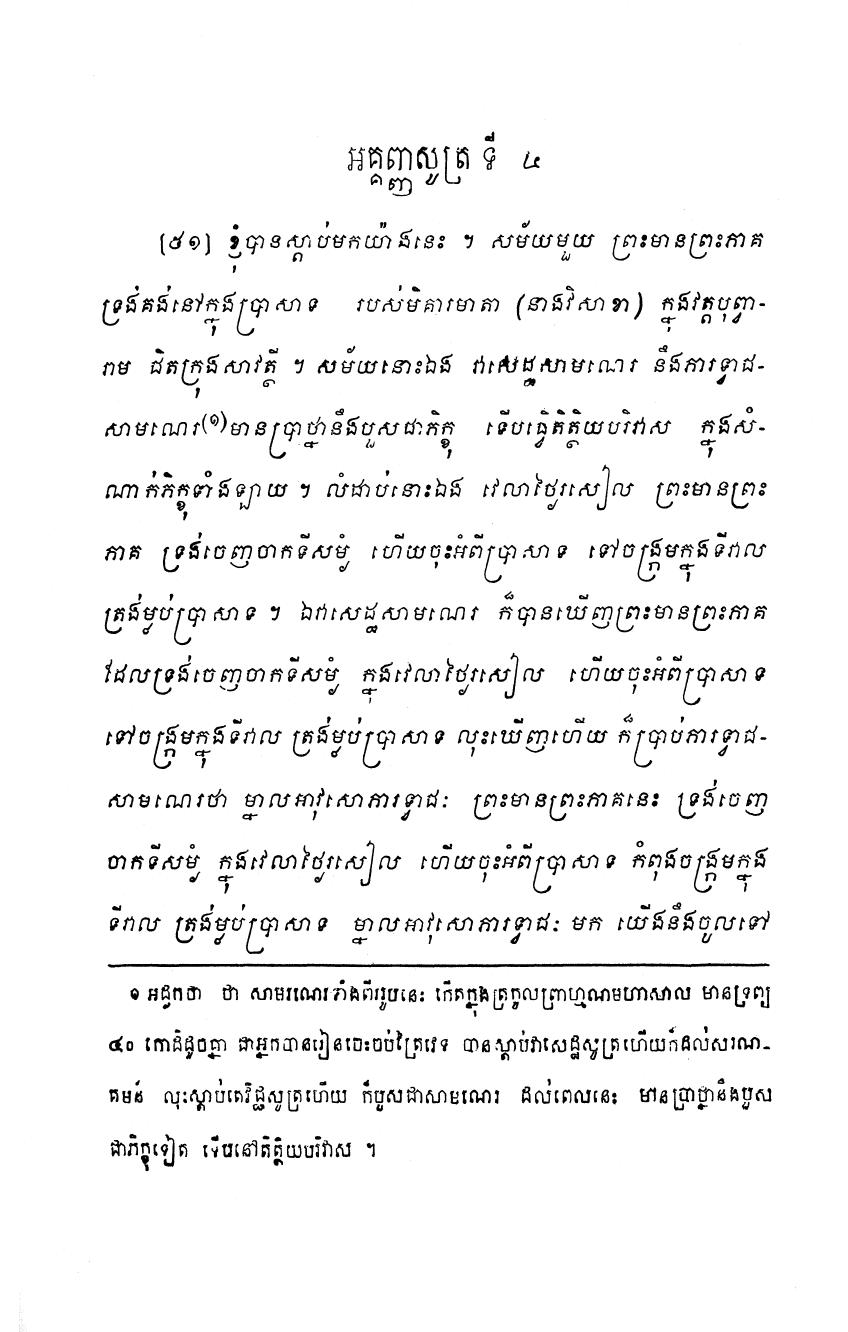 អគ្គញ្ញសូត្រ ទី ៤
[៥១] ខ្ញុំបានស្តាប់មកយ៉ាងនេះ ។ សម័យមួយ ព្រះមានព្រះភាគ
ទ្រង់គង់នៅក្នុងប្រាសាទ របស់មិគារមាតា (នាងវិសាខា) ក្នុងវត្តបុព្វា-
រាម ជិតក្រុងសាវត្ថី ។ សម័យនោះឯង វាសេដ្ឋសាមណេរ នឹងភារទ្វាជ-
សាមណេរ(១)មានប្រាថ្នានឹងបួសជាភិក្ខុ ទើបធ្វើតិត្ថិយបរិវាស ក្នុងសំ-
ណាក់ភិក្ខុទាំងឡាយ ។ លំដាប់នោះឯង វេលាថ្ងៃរសៀល ព្រះមានព្រះ
ភាគ ទ្រង់ចេញចាកទីសម្ងំ ហើយចុះអំពីប្រាសាទ ទៅចង្ក្រមក្នុងទីវាល
ត្រង់ម្លប់ប្រាសាទ ។ ឯវាសេដ្ឋសាមណេរ ក៏បានឃើញព្រះមានព្រះភាគ
ដែលទ្រង់ចេញចាកទីសម្ងំ ក្នុងវេលាថ្ងៃរសៀល ហើយចុះអំពីប្រាសាទ
ទៅចង្ក្រមក្នុងទីវាល ត្រង់ម្លប់ប្រាសាទ លុះឃើញហើយ ក៏ប្រាប់ភារទ្វាជ-
សាមណេរថា ម្នាលអាវុសោភារទ្វាជៈ ព្រះមានព្រះភាគនេះ ទ្រង់ចេញ
ចាកទីសម្ងំ ក្នុងវេលាថ្ងៃរសៀល ហើយចុះអំពីប្រាសាទ កំពុងចង្ក្រមក្នុង
ទីវាល ត្រង់ម្លប់ប្រាសាទ ម្នាលអាវុសោភារទ្វាជៈ មក យើងនឹងចូលទៅ
១ អដ្ឋកថា ថា សាមរណេរទាំងពីររូបនេះ កើតក្នុងត្រកូលព្រាហ្មណមហាសាល មានទ្រព្យ
៤០ កោដិដូចគ្នា ជាអ្នកបានរៀនចេះចប់ត្រៃវេទ បានស្តាប់វាសេដ្ឋសូត្រហើយក៏ដល់សរណ-
គមន៍ លុះស្តាប់តេវិជ្ជសូត្រហើយ ក៏បួសជាសាមណេរ ដល់ពេលនេះ មានប្រាថ្នានឹងបួស
ជាភិក្ខុទៀត ទើបនៅតិត្ថិយបរិវាស ។